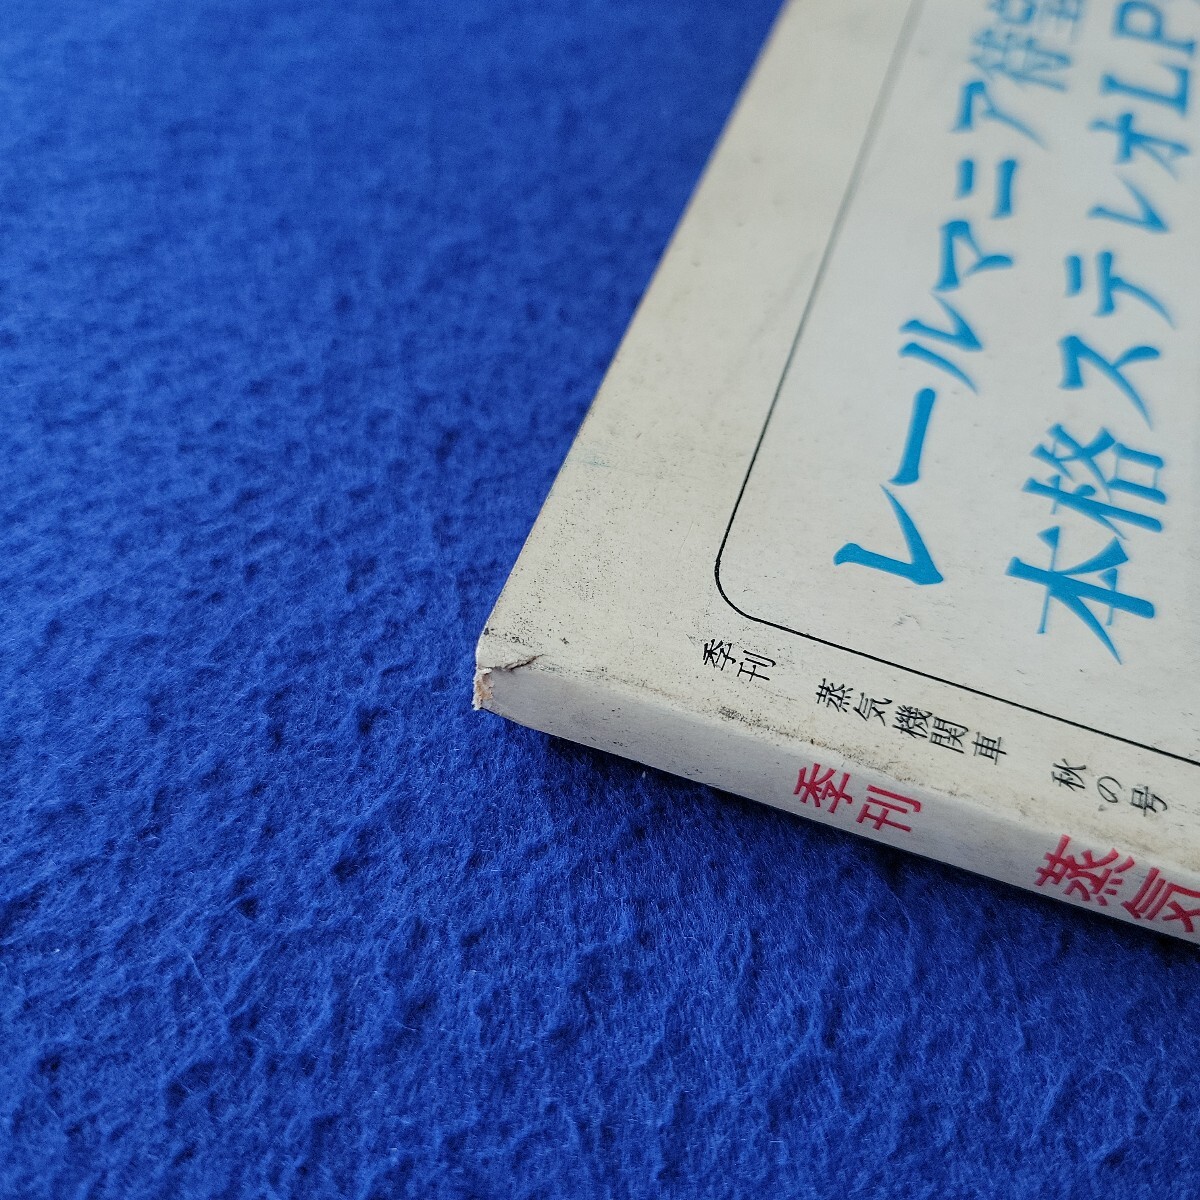 レールマニア待望
本格ステレオLP
季刊 蒸気機関車 秋の号
季刊 蒸気